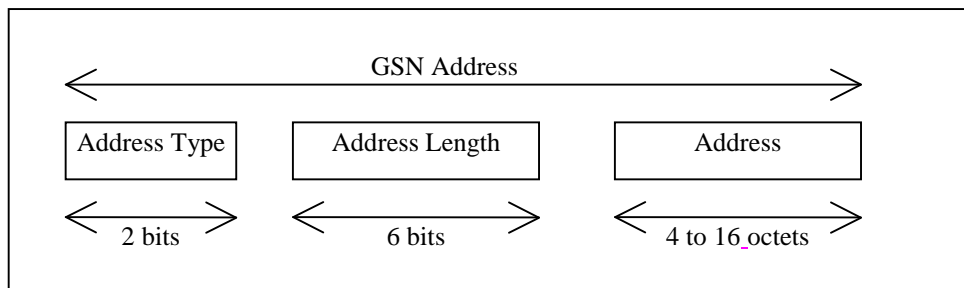 GSN Address
Address Type Address Length Address
2 bits 6 bits 4 to 16 octets